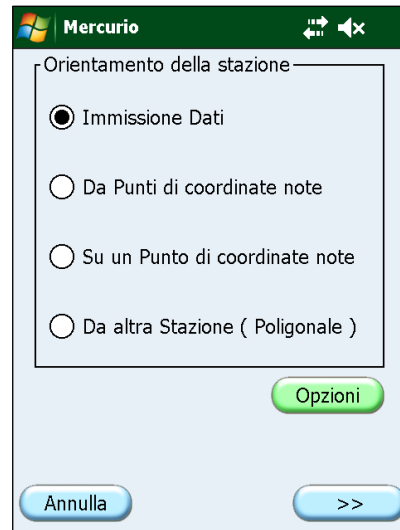 Mercurio
Orientamento della stazione
Immissione Dati
Da Punti di coordinate note
Su un Punto di coordinate note
Da altra Stazione ( Poligonale )
Opzioni
Annulla
>>